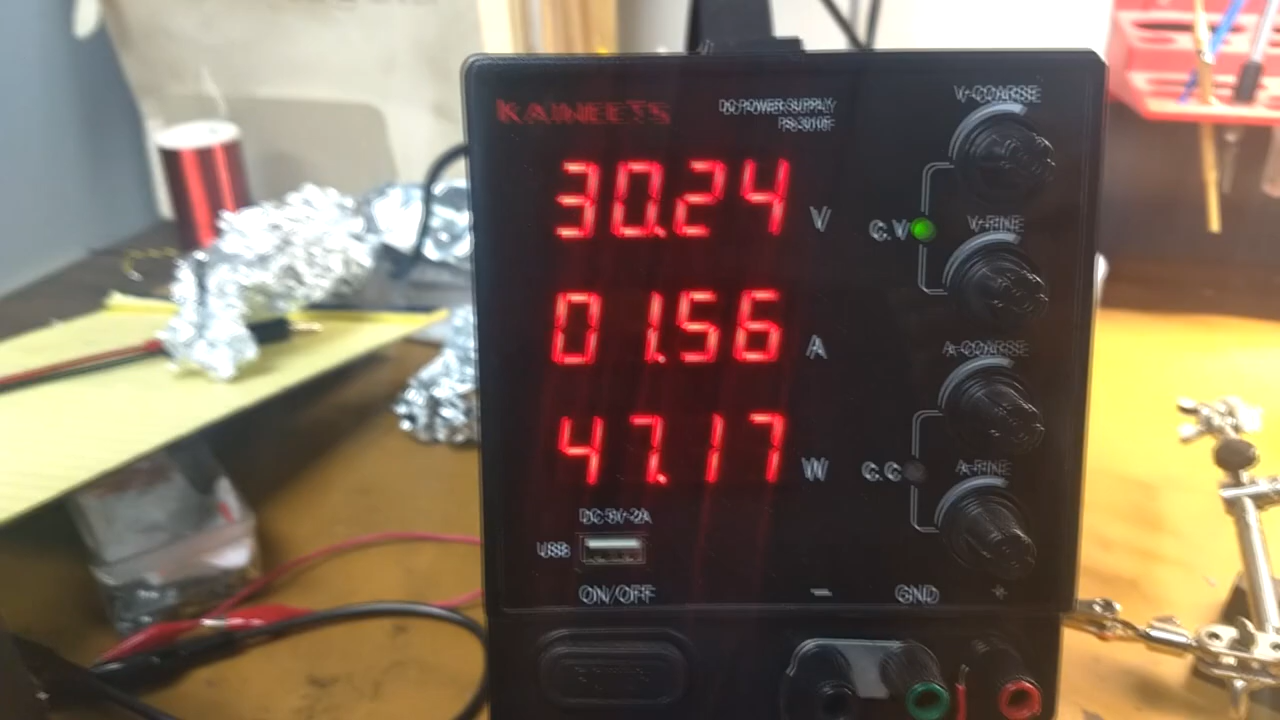 KAIWEETS
DC POWER SUPPLY
PS-3010F
V-COARSE
30.24 V
C.V
V-FINE
01.56 A
A-COARSE
47.17 W
C.C
A-FINE
DC 5V-2A
USB
ON/OFF
GND